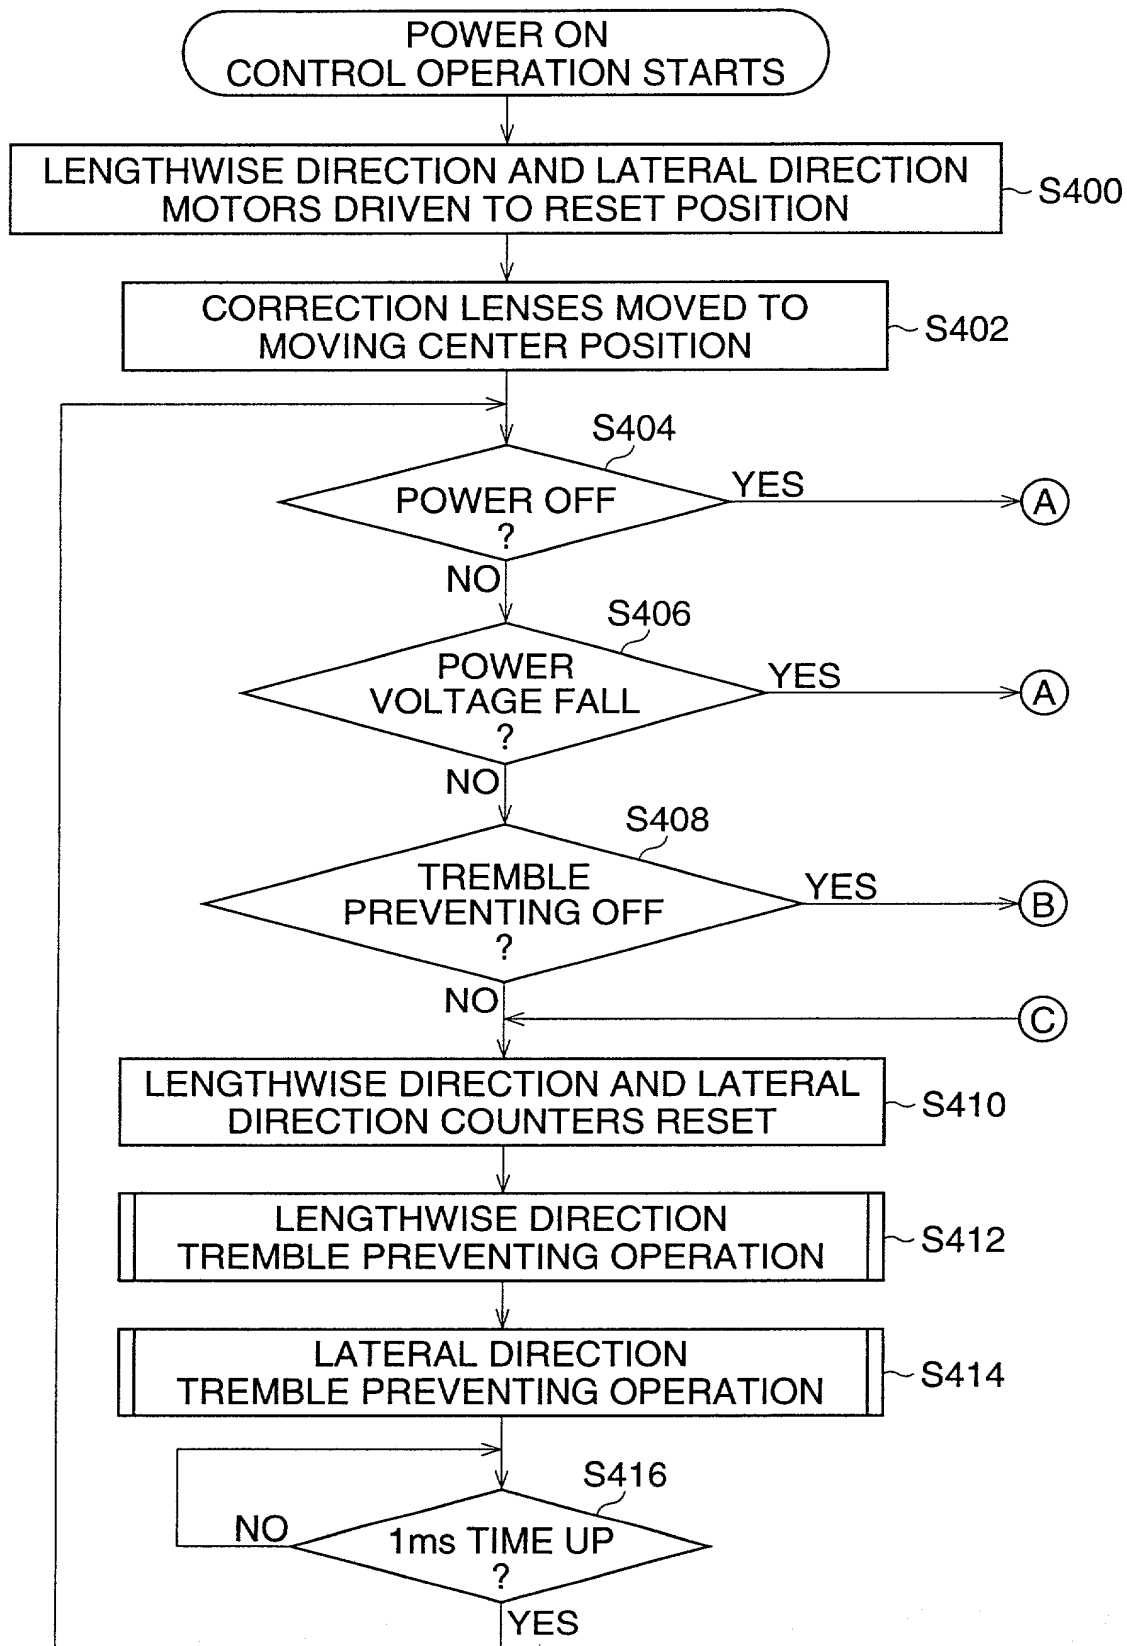 POWER ON
CONTROL OPERATION STARTS
LENGTHWISE DIRECTION AND LATERAL DIRECTION
MOTORS DRIVEN TO RESET POSITION
S400
CORRECTION LENSES MOVED TO
MOVING CENTER POSITION
S402
S404
POWER OFF
?
YES
A
NO
S406
POWER
VOLTAGE FALL
?
YES
A
NO
S408
TREMBLE
PREVENTING OFF
?
YES
B
NO
C
LENGTHWISE DIRECTION AND LATERAL
DIRECTION COUNTERS RESET
S410
LENGTHWISE DIRECTION
TREMBLE PREVENTING OPERATION
S412
LATERAL DIRECTION
TREMBLE PREVENTING OPERATION
S414
S416
NO
1ms TIME UP
?
YES